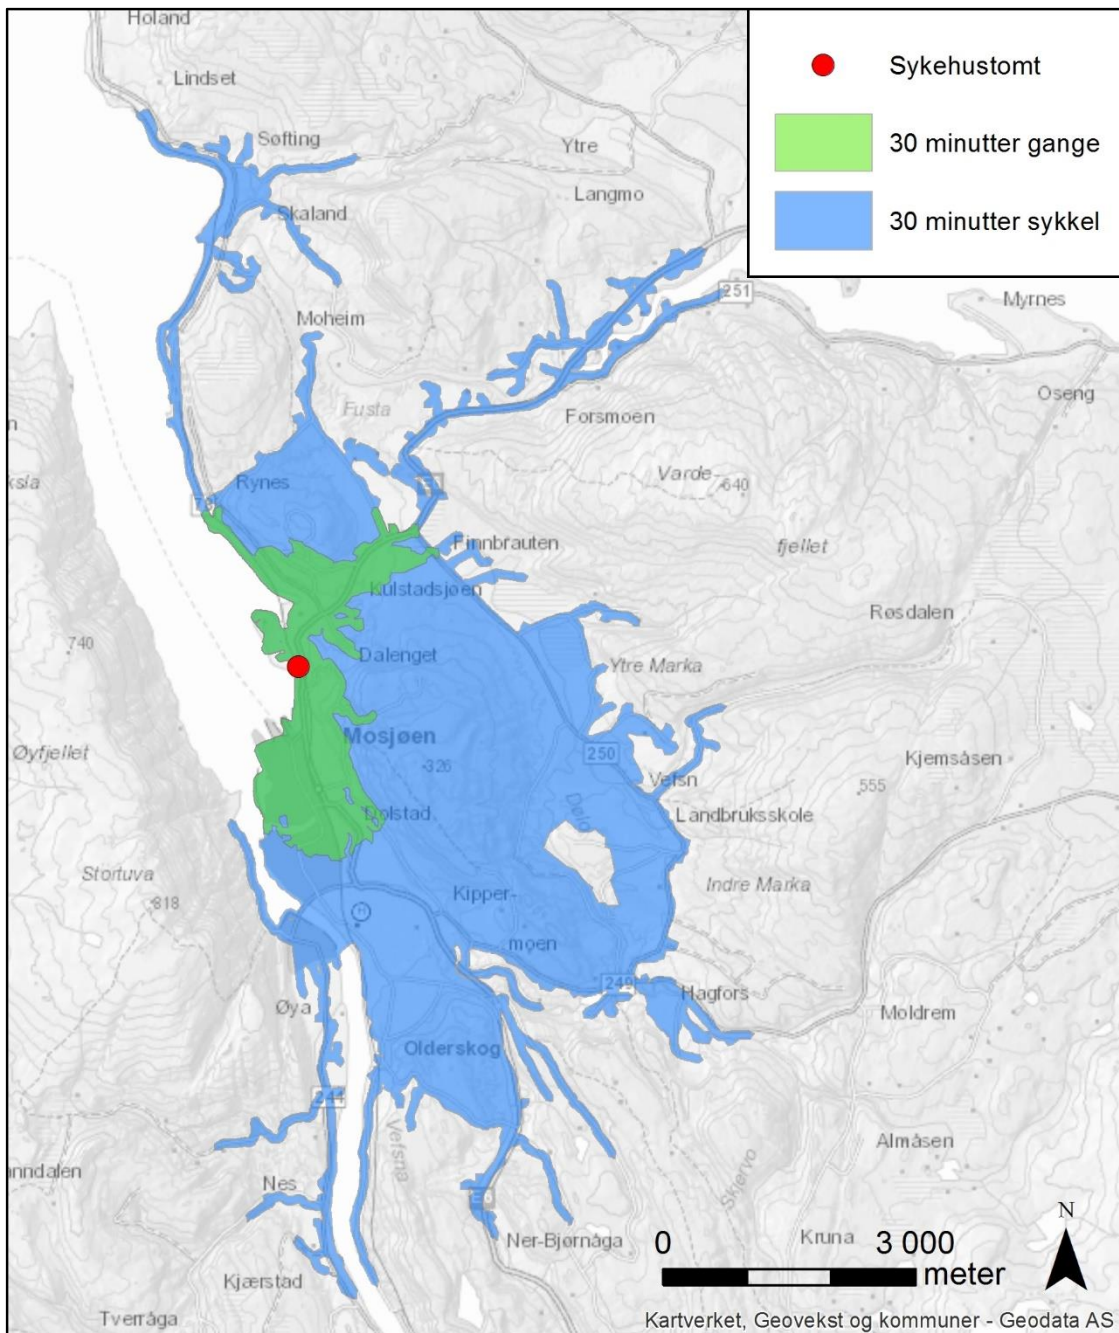 Holand
Lindset
Søfting
Skaland
Ytre
Langmo
Sykehustomt
30 minutter gange
30 minutter sykkel
251
Myrnes
Moheim
Fusta
Forsmoen
Oseng
Rynes
Varde-
640
fjellet
Finnbrauten
Kulstadsjøen
Røsdalen
740
Dalenget
Ytre Marka
Øyfjellet
Mosjøen
326
250
Vefsn
Landbruksskole
Kjemsåsen
555
Dolstad
Stortuva
818
Kipper-
moen
Indre Marka
249
Hagfors
Øya
Moldrem
Olderskog
244
Vefsna
Almåsen
Skjervo
Nes
Ner-Bjørnåga
Kruna
Kjærstad
Tverråga
0 3 000
meter
N
Kartverket, Geovekst og kommuner - Geodata AS